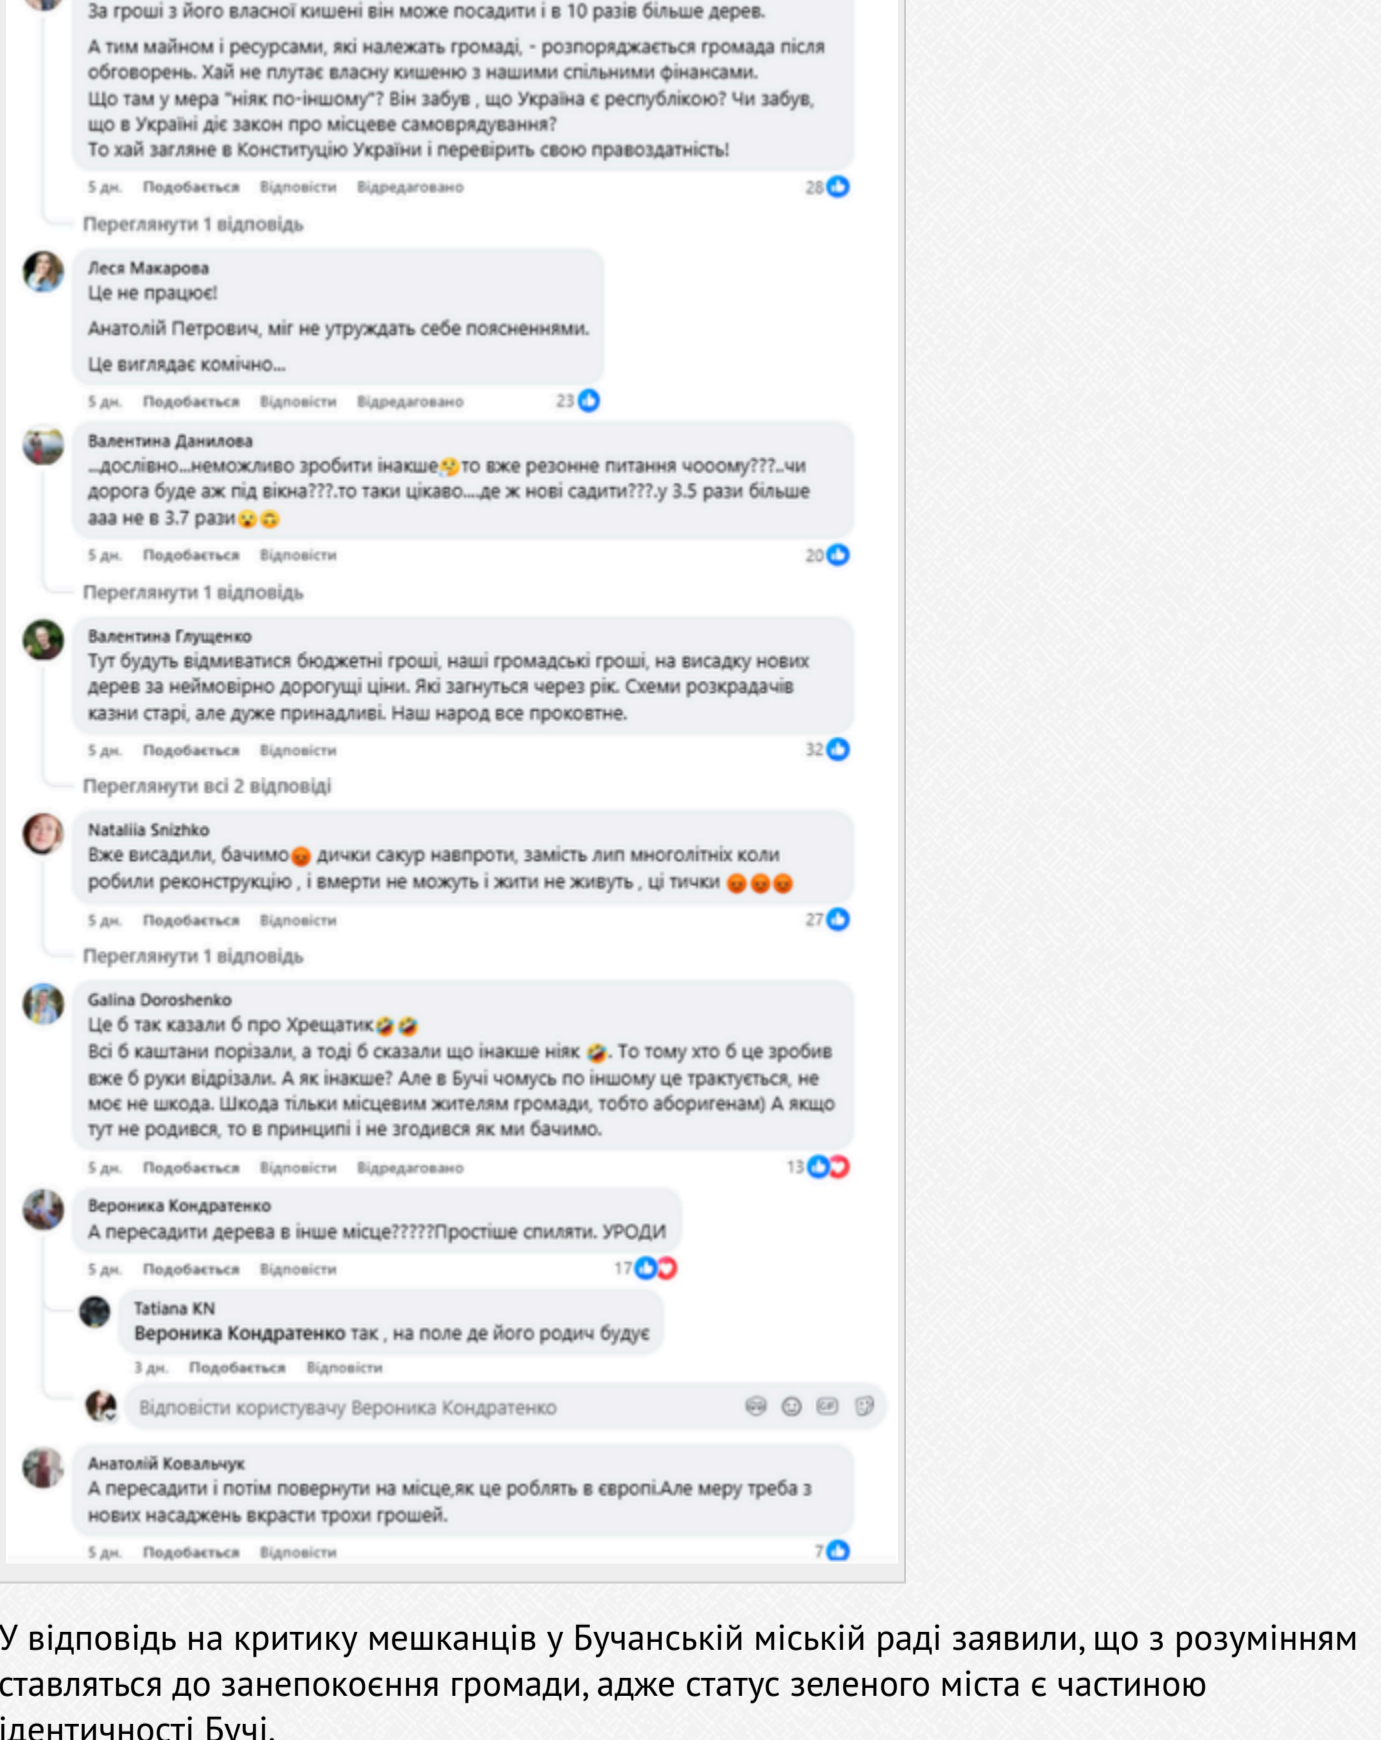 За гроші з його власної кишені він може посадити і в 10 разів більше дерев.
А тим майном і ресурсами, які належать громаді, - розпоряджається громада після
обговорень. Хай не плутає власну кишеню з нашими спільними фінансами.
Що там у мера "ніяк по-іншому"? Він забув , що Україна є республікою? Чи забув,
що в Україні діє закон про місцеве самоврядування?
То хай загляне в Конституцію України і перевірить свою правоздатність!
5 дн. Подобається Відповісти Відредаговано 28
Переглянути 1 відповідь
Леся Макарова
Це не працює!
Анатолій Петрович, міг не утруждать себе поясненнями.
Це виглядає комічно...
5 дн. Подобається Відповісти Відредаговано 23
Валентина Данилова
...дослівно...неможливо зробити інакше🤔то вже резонне питання чооому???..чи
дорога буде аж під вікна???.то таки цікаво....де ж нові садити???.у 3.5 рази більше
ааа не в 3.7 рази😮🙃
5 дн. Подобається Відповісти 20
Переглянути 1 відповідь
Валентина Глущенко
Тут будуть відмиватися бюджетні гроші, наші громадські гроші, на висадку нових
дерев за неймовірно дорогущі ціни. Які загнуться через рік. Схеми розкрадачів
казни старі, але дуже принадливі. Наш народ все проковтне.
5 дн. Подобається Відповісти 32
Переглянути всі 2 відповіді
Nataliia Snizhko
Вже висадили, бачимо😡 дички сакур навпроти, замість лип многолітніх коли
робили реконструкцію , і вмерти не можуть і жити не живуть , ці тички 😡😡😡
5 дн. Подобається Відповісти 27
Переглянути 1 відповідь
Galina Doroshenko
Це б так казали б про Хрещатик🤣🤣
Всі б каштани порізали, а тоді б сказали що інакше ніяк 🤣. То тому хто б це зробив
вже б руки відрізали. А як інакше? Але в Бучі чомусь по іншому це трактується, не
моє не шкода. Шкода тільки місцевим жителям громади, тобто аборигенам) А якщо
тут не родився, то в принципі і не згодився як ми бачимо.
5 дн. Подобається Відповісти Відредаговано 13
Вероника Кондратенко
А пересадити дерева в інше місце?????Простіше спиляти. УРОДИ
5 дн. Подобається Відповісти 17
Tatiana KN
Вероника Кондратенко так , на поле де його родич будує
3 дн. Подобається Відповісти
Відповісти користувачу Вероника Кондратенко
GIF
Анатолій Ковальчук
А пересадити і потім повернути на місце,як це роблять в європі.Але меру треба з
нових насаджень вкрасти трохи грошей.
5 дн. Подобається Відповісти 7
У відповідь на критику мешканців у Бучанській міській раді заявили, що з розумінням
ставляться до занепокоєння громади, адже статус зеленого міста є частиною
ідентичності Бучі.